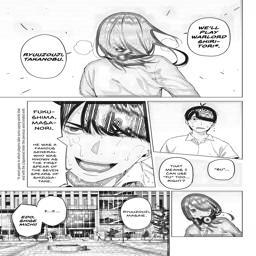 WE'LL
PLAY
WARLORD
SHIRI-
TORI*.
RYUUZOUJI,
TAKANOBU.
FUKU-
SHIMA,
MASA-
NORI.
HE WAS A
FAMOUS
GENERAL
WHO WAS
KNOWN AS
THE FIRST
SPEAR OF
THE SEVEN
SPEARS OF
SHIZUGA-
TAKE.
THAT
MEANS I
CAN USE
"RI"
TOO,
RIGHT?
"RI"...
RYUUZOUJI,
MASAIE.
E...E...
EDO,
SHIGE
MICHI!